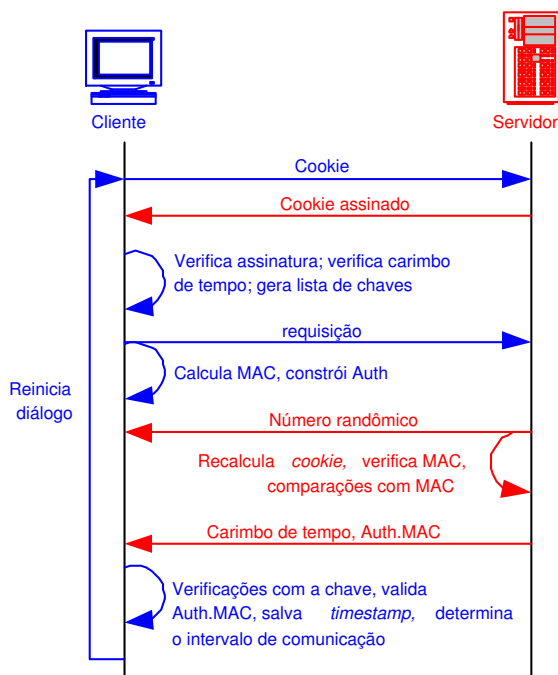 Cliente
Servidor
Cookie
Cookie assinado
Verifica assinatura; verifica carimbo
de tempo; gera lista de chaves
requisição
Calcula MAC, constrói Auth
Reinicia
diálogo
Número randômico
Recalcula cookie, verifica MAC,
comparações com MAC
Carimbo de tempo, Auth.MAC
Verificações com a chave, valida
Auth.MAC, salva timestamp, determina
o intervalo de comunicação